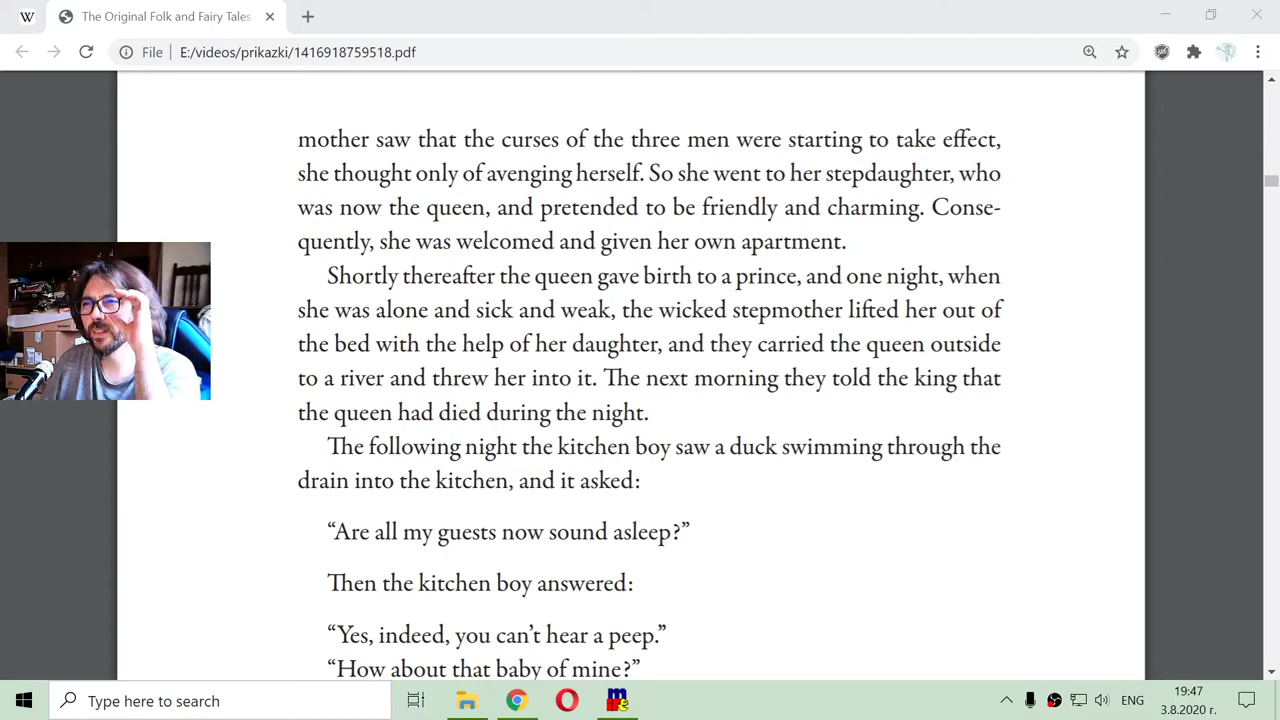 The Original Folk and Fairy Tales
File
E:/videos/prikazki/1416918759518.pdf
mother saw that the curses of the three men were starting to take effect,
she thought only of avenging herself. So she went to her stepdaughter, who
was now the queen, and pretended to be friendly and charming. Conse-
quently, she was welcomed and given her own apartment.
Shortly thereafter the queen gave birth to a prince, and one night, when
she was alone and sick and weak, the wicked stepmother lifted her out of
the bed with the help of her daughter, and they carried the queen outside
to a river and threw her into it. The next morning they told the king that
the queen had died during the night.
The following night the kitchen boy saw a duck swimming through the
drain into the kitchen, and it asked:
“Are all my guests now sound asleep?”
Then the kitchen boy answered:
“Yes, indeed, you can’t hear a peep.”
“How about that baby of mine?”
Type here to search
ЕНГ
19:47
3.8.2020 г.